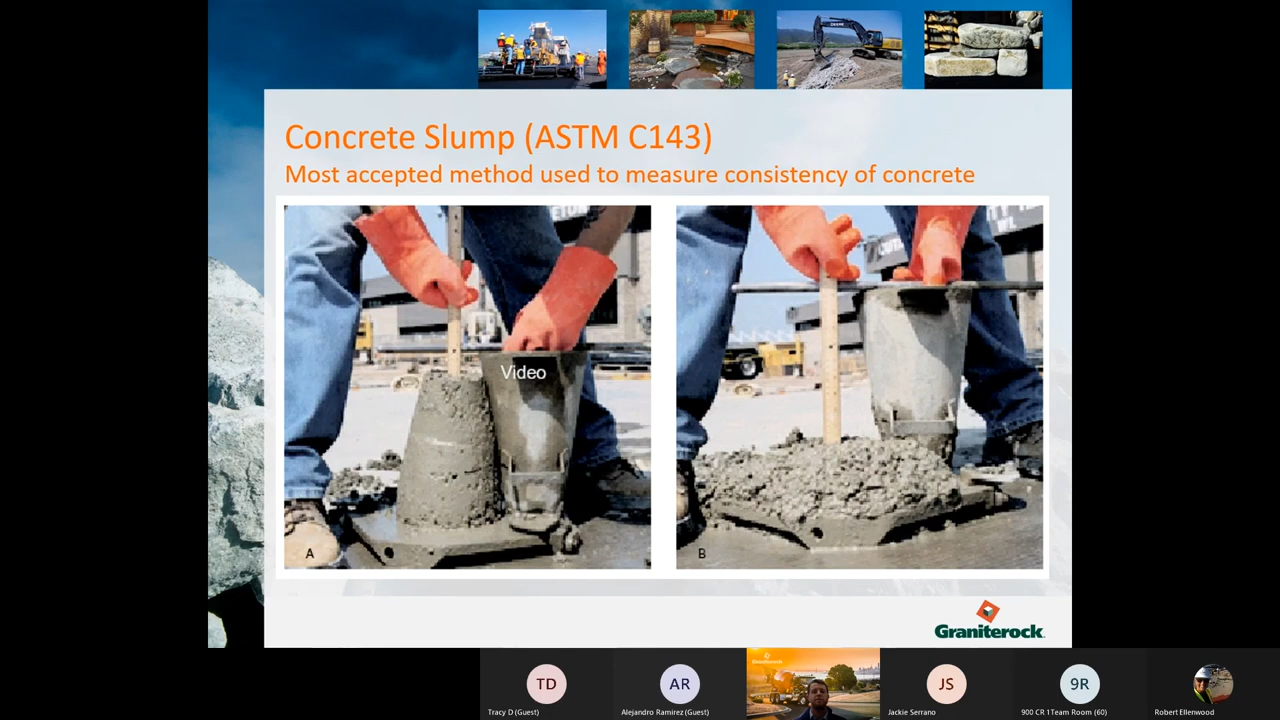 Concrete Slump (ASTM C143)
Most accepted method used to measure consistency of concrete
Video
A
B
Graniterock
TD
AR
JS
9R
Tracy D (Guest)
Alejandro Ramirez (Guest)
Jackie Serrano
900 CR 1Team Room (60)
Robert Ellenwood